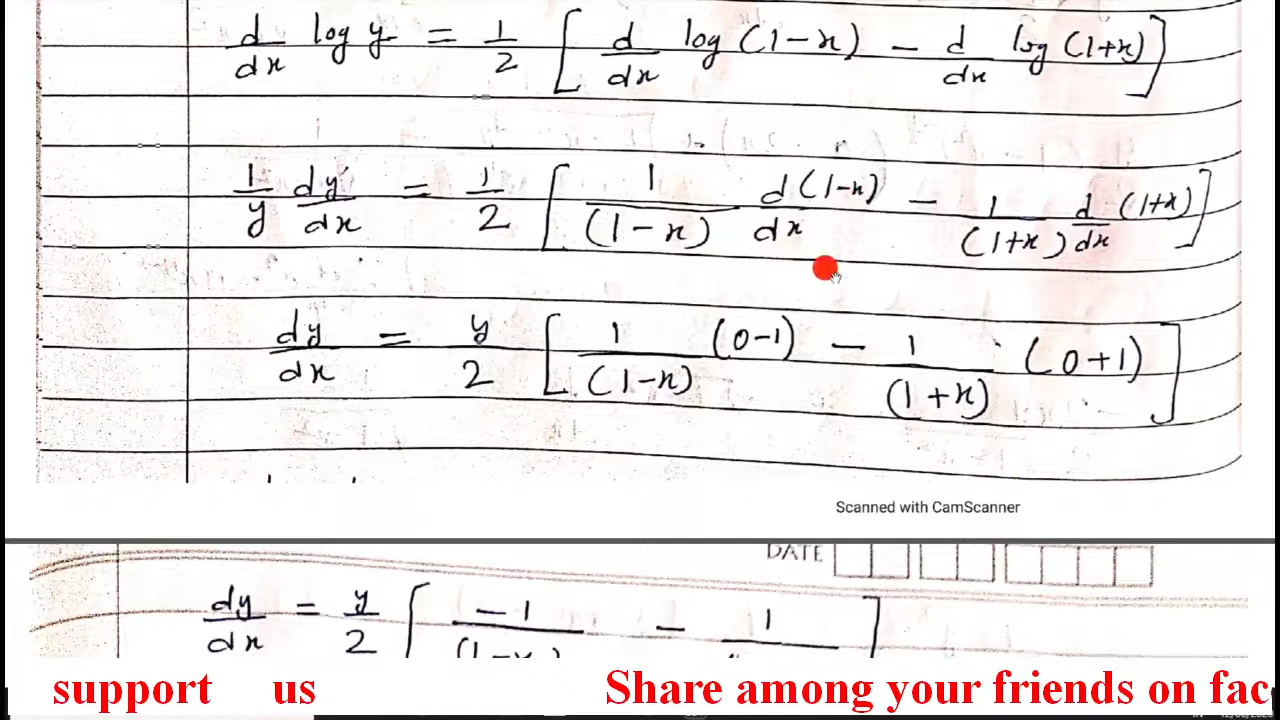 d/dx log y = 1/2 [ d/dx log (1-x) - d/dx log (1+x) ]
1/y dy/dx = 1/2 [ 1/(1-x) d(1-x)/dx - 1/(1+x) d/dx (1+x) ]
dy/dx = y/2 [ 1/(1-x) (0-1) - 1/(1+x) · (0+1) ]
Scanned with CamScanner
DATE
dy/dx = y/2 [ -1/(1-x) - 1/ ]
support us Share among your friends on fac